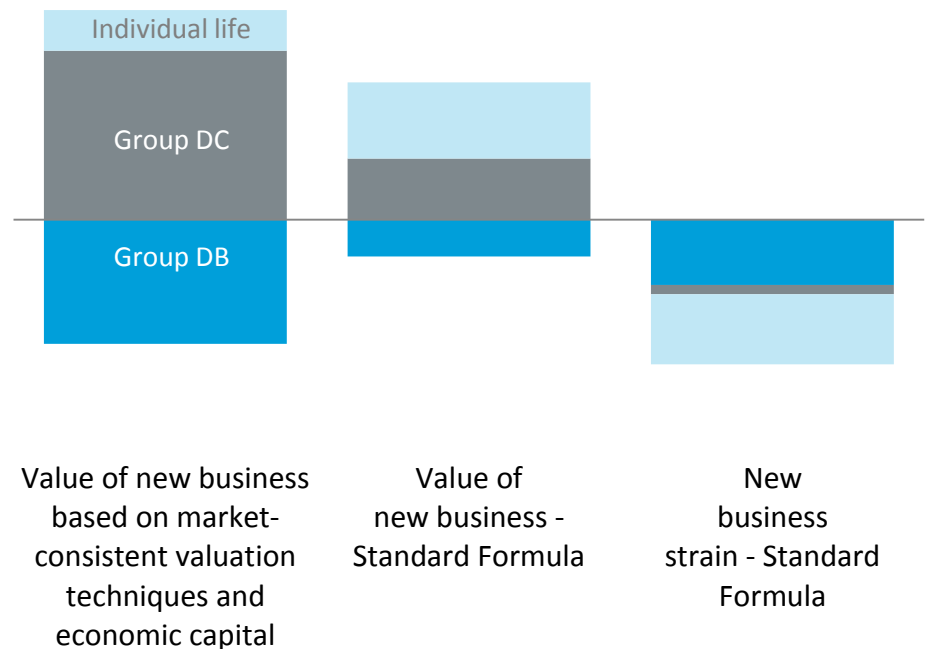 Individual life
Group DC
Group DB
Value of new business
based on market-
consistent valuation
techniques and
economic capital
Value of
new business -
Standard Formula
New
business
strain - Standard
Formula